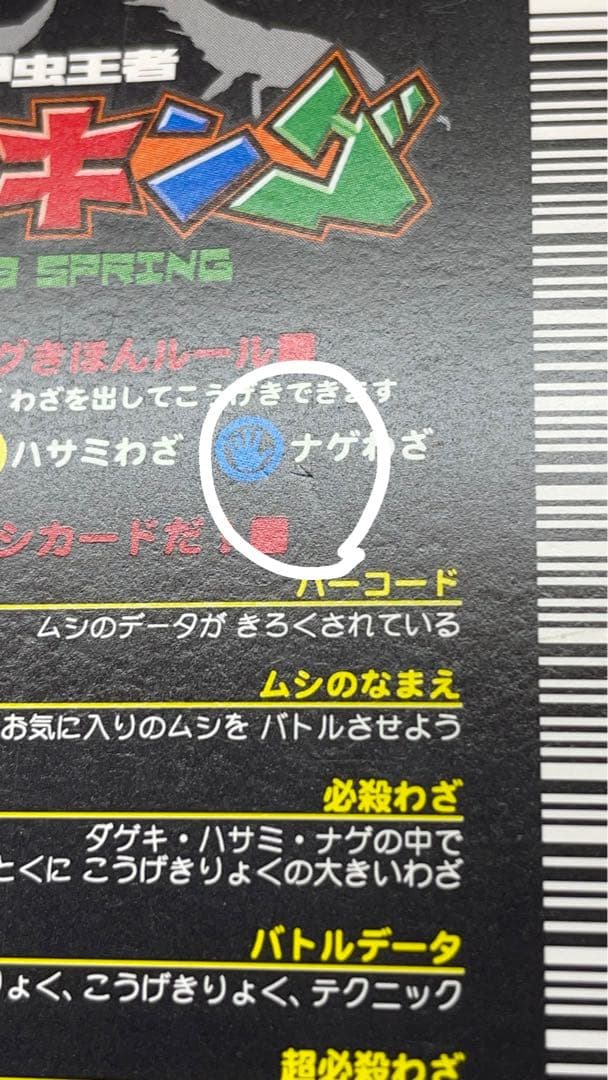 甲虫王者
キング
SPRING
グきほんルール
わざを出してこうげきできます
ハサミわざ ナゲわざ
シカードだ！
バーコード
ムシのデータが きろくされている
ムシのなまえ
お気に入りのムシを バトルさせよう
必殺わざ
ダゲキ・ハサミ・ナゲの中で
とくに こうげきりょくの大きいわざ
バトルデータ
りょく、こうげきりょく、テクニック
超必殺わざ